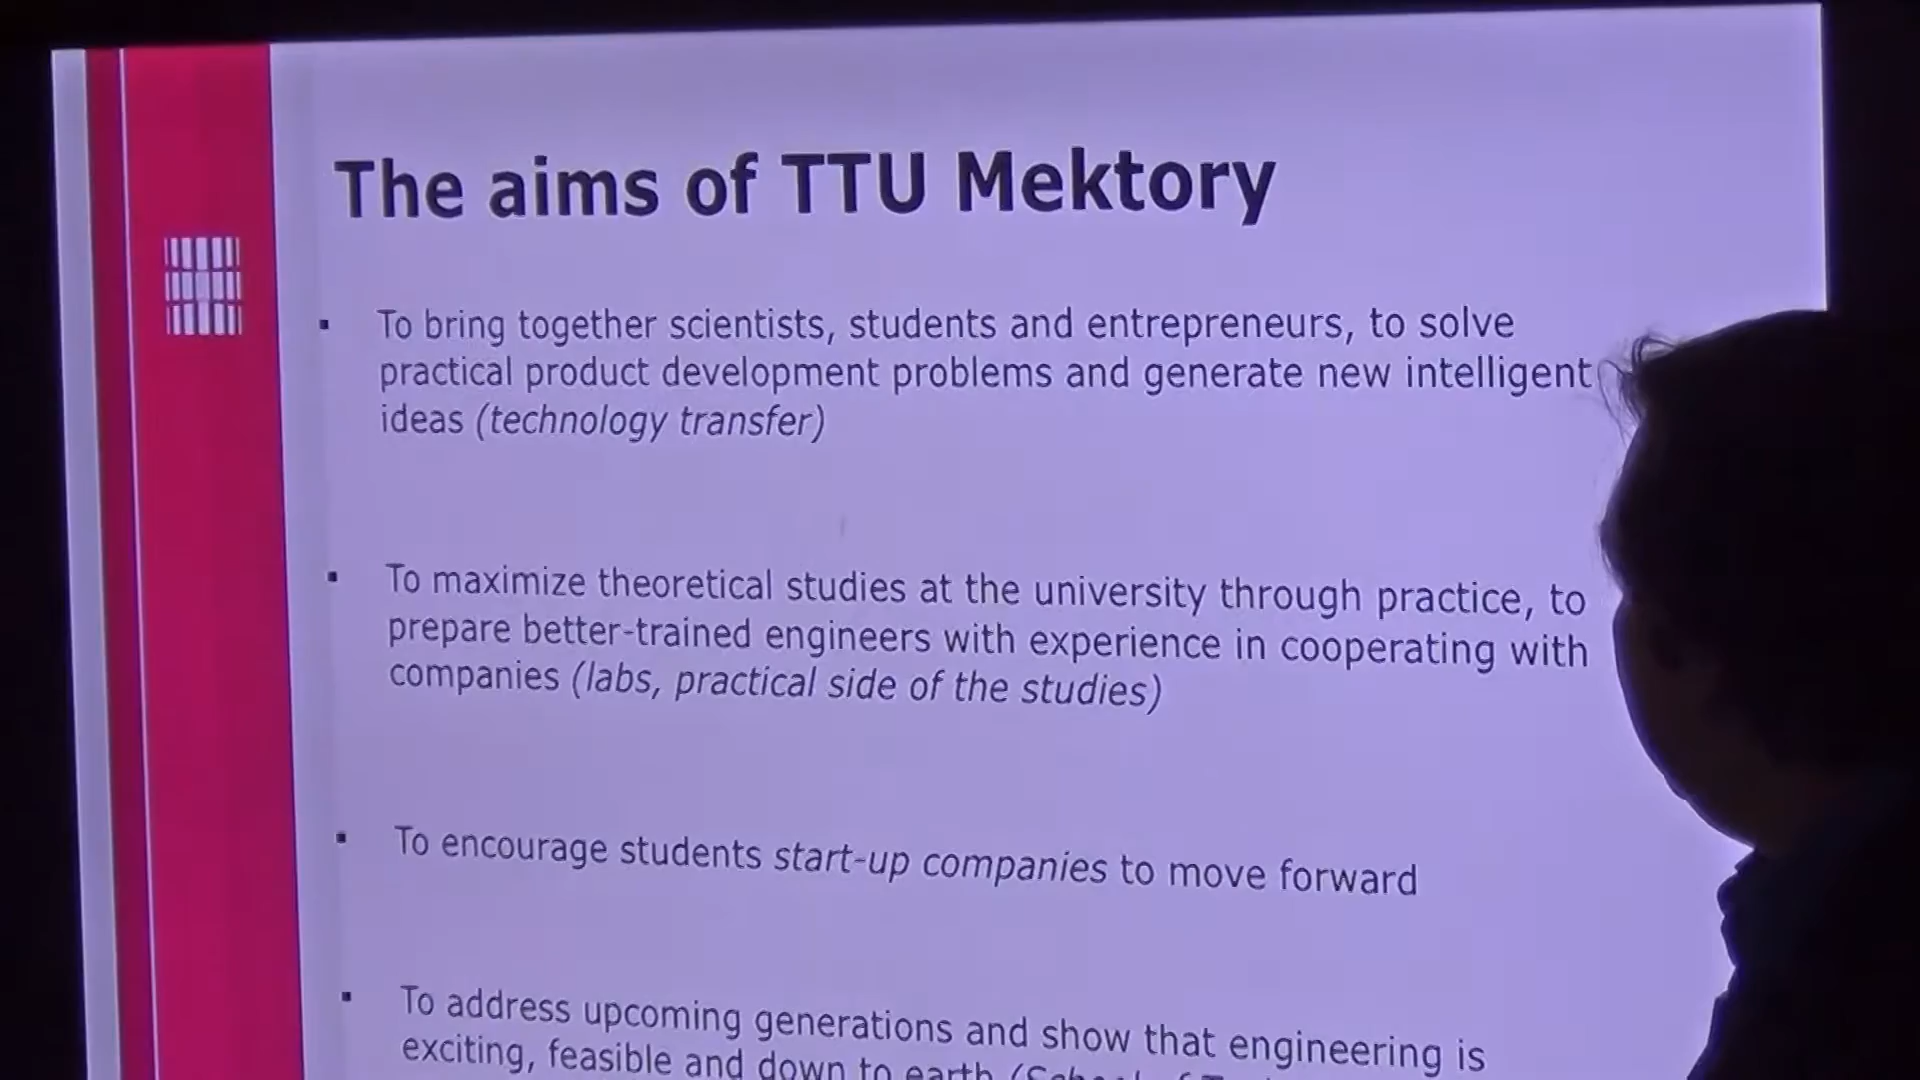 The aims of TTU Mektory
▪ To bring together scientists, students and entrepreneurs, to solve
practical product development problems and generate new intelligent
ideas (technology transfer)
▪ To maximize theoretical studies at the university through practice, to
prepare better-trained engineers with experience in cooperating with
companies (labs, practical side of the studies)
▪ To encourage students start-up companies to move forward
▪ To address upcoming generations and show that engineering is
exciting, feasible and down to earth (School of